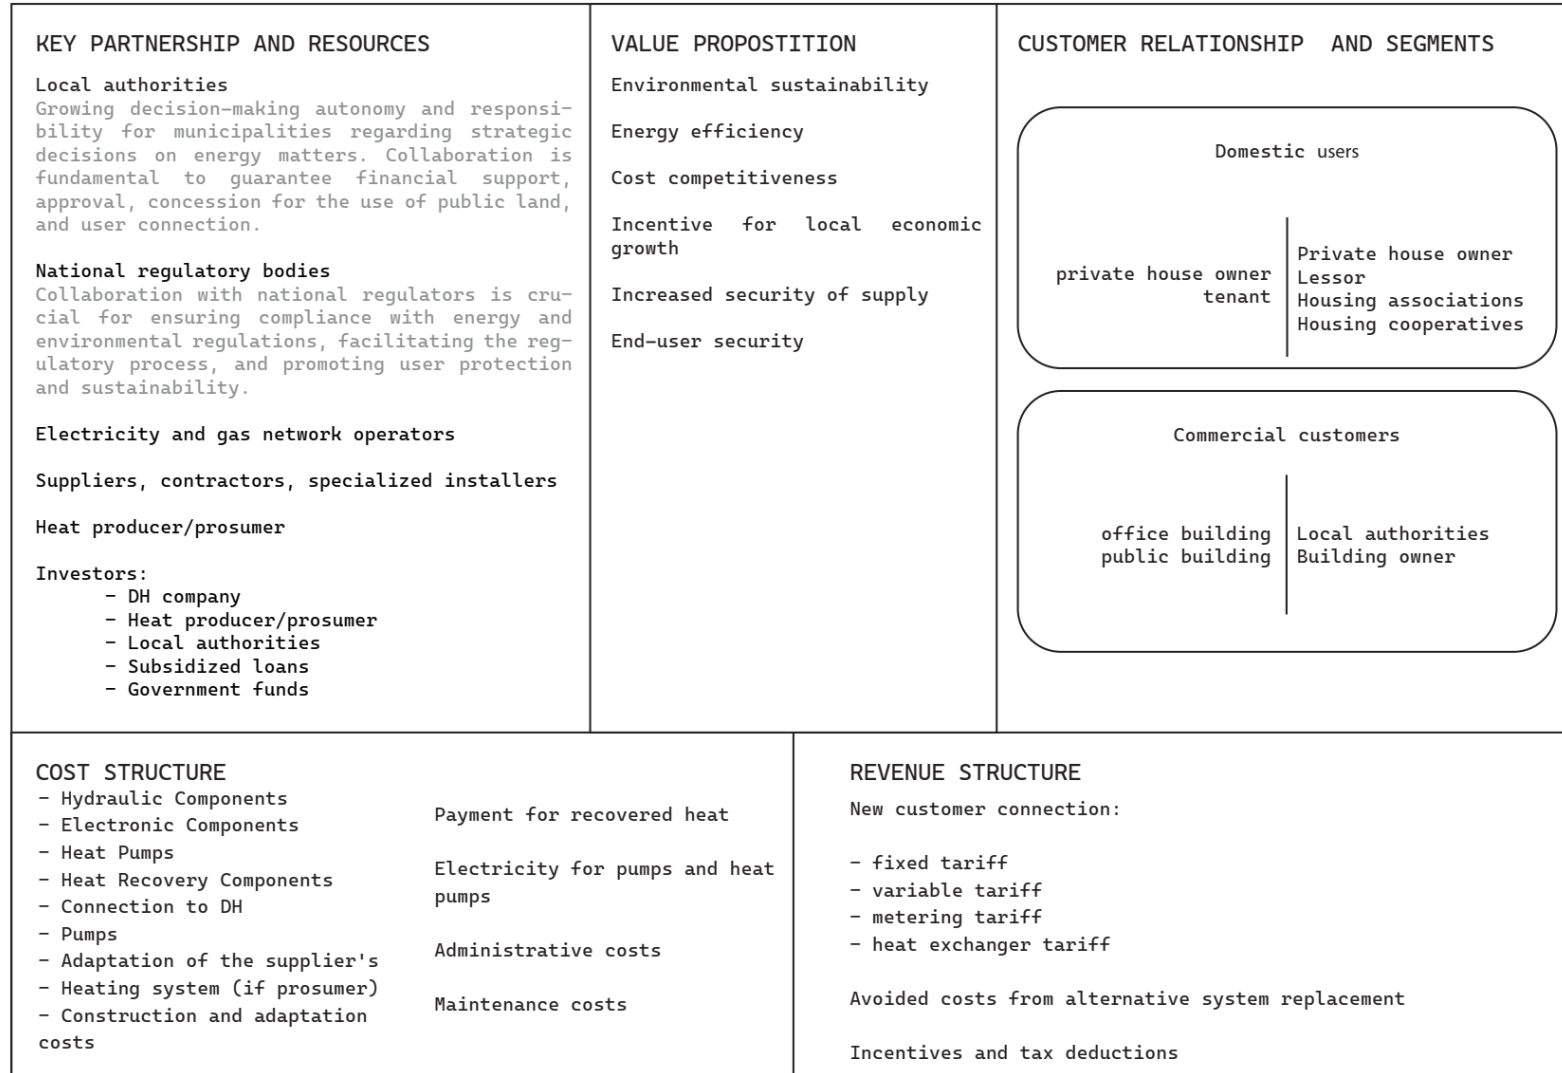 KEY PARTNERSHIP AND RESOURCES
Local authorities
Growing decision-making autonomy and responsi-
bility for municipalities regarding strategic
decisions on energy matters. Collaboration is
fundamental to guarantee financial support,
approval, concession for the use of public land,
and user connection.
National regulatory bodies
Collaboration with national regulators is cru-
cial for ensuring compliance with energy and
environmental regulations, facilitating the reg-
ulatory process, and promoting user protection
and sustainability.
Electricity and gas network operators
Suppliers, contractors, specialized installers
Heat producer/prosumer
Investors:
- DH company
- Heat producer/prosumer
- Local authorities
- Subsidized loans
- Government funds
VALUE PROPOSTITION
Environmental sustainability
Energy efficiency
Cost competitiveness
Incentive for local economic
growth
Increased security of supply
End-user security
CUSTOMER RELATIONSHIP AND SEGMENTS
Domestic users
private house owner
tenant
Private house owner
Lessor
Housing associations
Housing cooperatives
Commercial customers
office building
public building
Local authorities
Building owner
COST STRUCTURE
- Hydraulic Components
- Electronic Components
- Heat Pumps
- Heat Recovery Components
- Connection to DH
- Pumps
- Adaptation of the supplier's
- Heating system (if prosumer)
- Construction and adaptation
costs
Payment for recovered heat
Electricity for pumps and heat
pumps
Administrative costs
Maintenance costs
REVENUE STRUCTURE
New customer connection:
- fixed tariff
- variable tariff
- metering tariff
- heat exchanger tariff
Avoided costs from alternative system replacement
Incentives and tax deductions